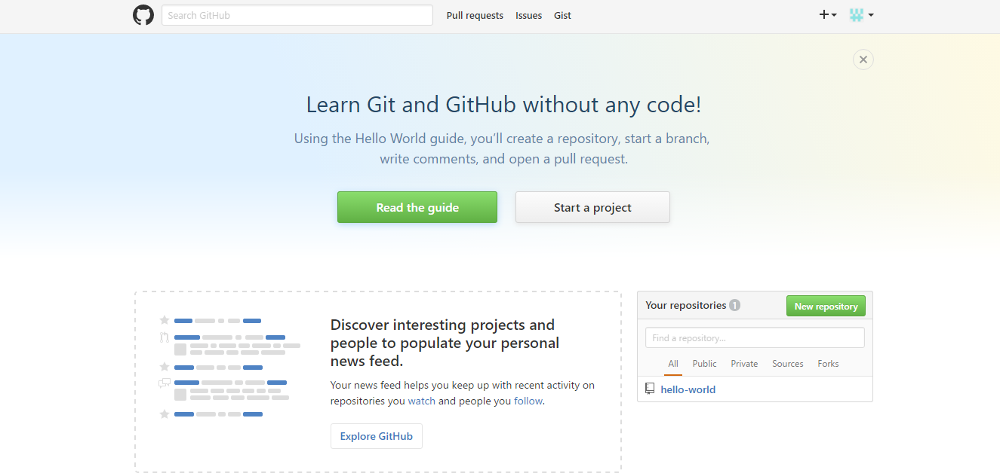 Search GitHub
Pull requests Issues Gist
Learn Git and GitHub without any code!
Using the Hello World guide, you’ll create a repository, start a branch,
write comments, and open a pull request.
Read the guide Start a project
Discover interesting projects and
people to populate your personal
news feed.
Your news feed helps you keep up with recent activity on
repositories you watch and people you follow.
Explore GitHub
Your repositories 1 New repository
Find a repository...
All Public Private Sources Forks
hello-world